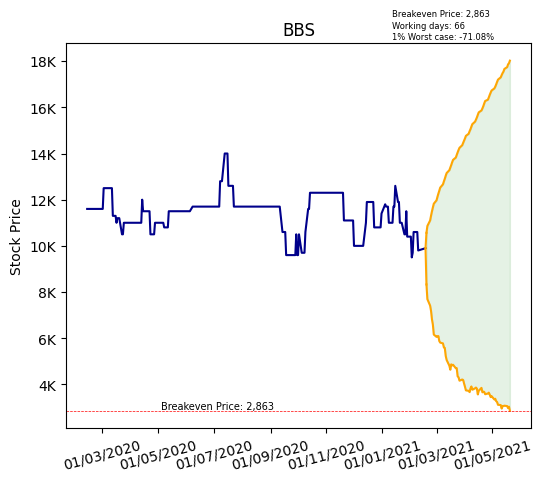 Breakeven Price: 2,863
Working days: 66
1% Worst case: -71.08%
BBS
Stock Price
18K
16K
14K
12K
10K
8K
6K
4K
Breakeven Price: 2,863
01/03/2020
01/05/2020
01/07/2020
01/09/2020
01/11/2020
01/01/2021
01/03/2021
01/05/2021